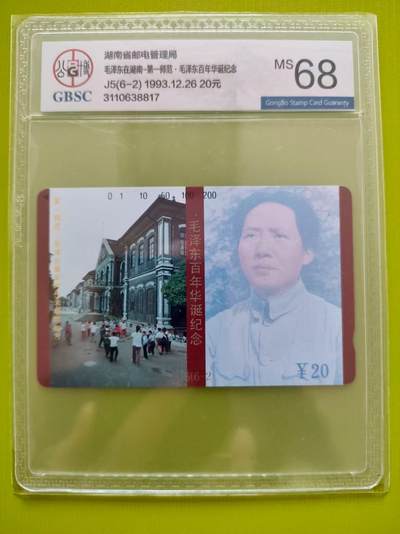 湖南省邮电管理局
毛泽东在湖南-第一师范·毛泽东百年华诞纪念
J5(6-2) 1993.12.26 20元
3110638817
GBSC
MS 68
GongBo Stamp Card Guaranty
0 1 10 50 100 200
·毛泽东百年华诞纪念
¥20